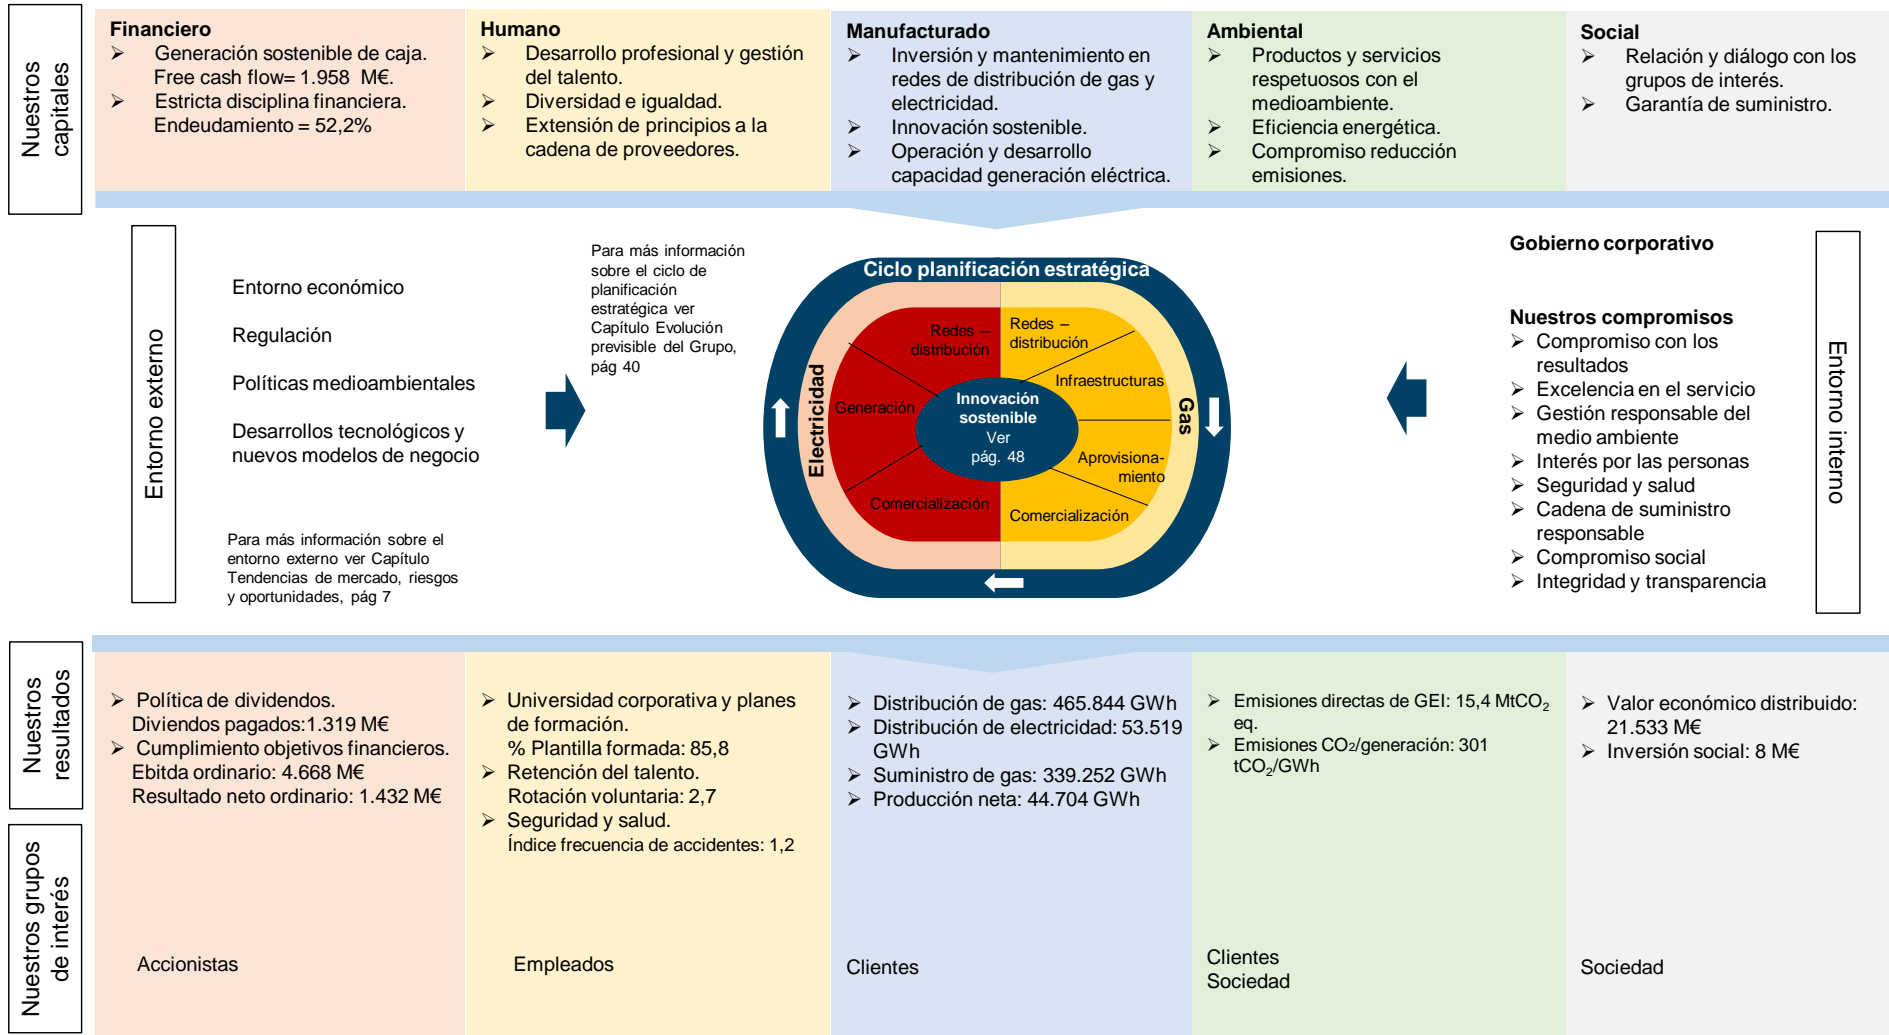 Nuestros
capitales
Financiero
➢ Generación sostenible de caja.
Free cash flow= 1.958 M€.
➢ Estricta disciplina financiera.
Endeudamiento = 52,2%
Humano
➢ Desarrollo profesional y gestión
del talento.
➢ Diversidad e igualdad.
➢ Extensión de principios a la
cadena de proveedores.
Manufacturado
➢ Inversión y mantenimiento en
redes de distribución de gas y
electricidad.
➢ Innovación sostenible.
➢ Operación y desarrollo
capacidad generación eléctrica.
Ambiental
➢ Productos y servicios
respetuosos con el
medioambiente.
➢ Eficiencia energética.
➢ Compromiso reducción
emisiones.
Social
➢ Relación y diálogo con los
grupos de interés.
➢ Garantía de suministro.
Entorno externo
Entorno económico
Regulación
Políticas medioambientales
Desarrollos tecnológicos y
nuevos modelos de negocio
Para más información sobre el
entorno externo ver Capítulo
Tendencias de mercado, riesgos
y oportunidades, pág 7
Para más información
sobre el ciclo de
planificación
estratégica ver
Capítulo Evolución
previsible del Grupo,
pág 40
Ciclo planificación estratégica
Electricidad
Redes –
distribución
Generación
Comercialización
Innovación
sostenible
Ver
pág. 48
Redes –
distribución
Infraestructuras
Aprovisiona-
miento
Comercialización
Gas
Gobierno corporativo
Nuestros compromisos
➢ Compromiso con los
resultados
➢ Excelencia en el servicio
➢ Gestión responsable del
medio ambiente
➢ Interés por las personas
➢ Seguridad y salud
➢ Cadena de suministro
responsable
➢ Compromiso social
➢ Integridad y transparencia
Entorno interno
Nuestros
resultados
➢ Política de dividendos.
Diviendos pagados:1.319 M€
➢ Cumplimiento objetivos financieros.
Ebitda ordinario: 4.668 M€
Resultado neto ordinario: 1.432 M€
➢ Universidad corporativa y planes
de formación.
% Plantilla formada: 85,8
➢ Retención del talento.
Rotación voluntaria: 2,7
➢ Seguridad y salud.
Índice frecuencia de accidentes: 1,2
➢ Distribución de gas: 465.844 GWh
➢ Distribución de electricidad: 53.519
GWh
➢ Suministro de gas: 339.252 GWh
➢ Producción neta: 44.704 GWh
➢ Emisiones directas de GEI: 15,4 MtCO₂
eq.
➢ Emisiones CO₂/generación: 301
tCO₂/GWh
➢ Valor económico distribuido:
21.533 M€
➢ Inversión social: 8 M€
Nuestros grupos
de interés
Accionistas
Empleados
Clientes
Clientes
Sociedad
Sociedad